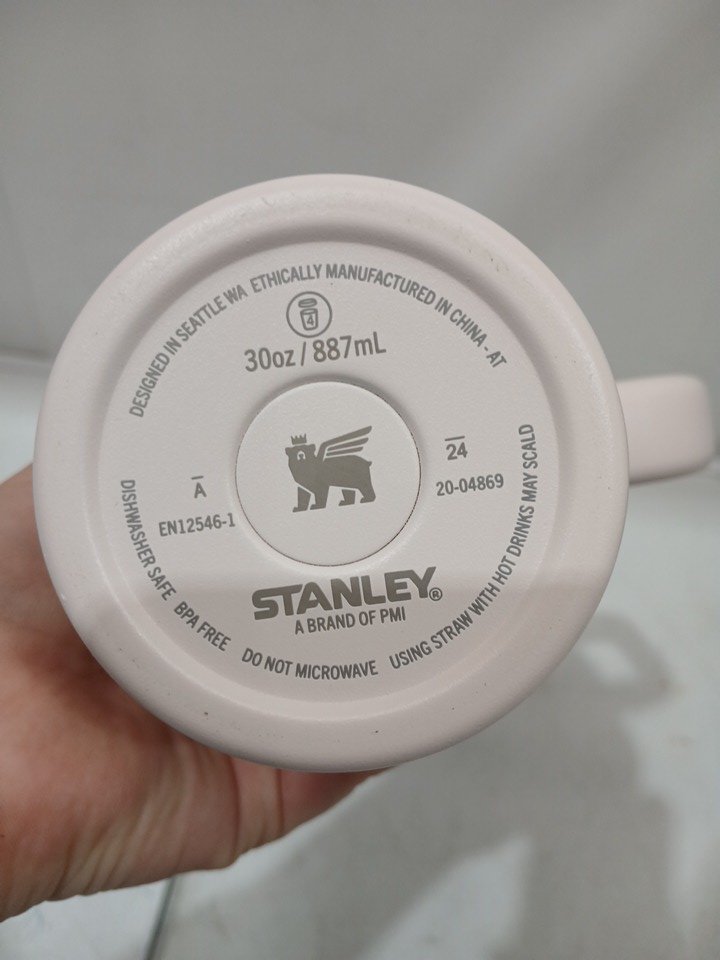 DESIGNED IN SEATTLE WA ETHICALLY MANUFACTURED IN CHINA - AT
4
30oz / 887mL
A
24
EN12546-1
20-04869
STANLEY®
A BRAND OF PMI
DISHWASHER SAFE BPA FREE DO NOT MICROWAVE USING STRAW WITH HOT DRINKS MAY SCALD